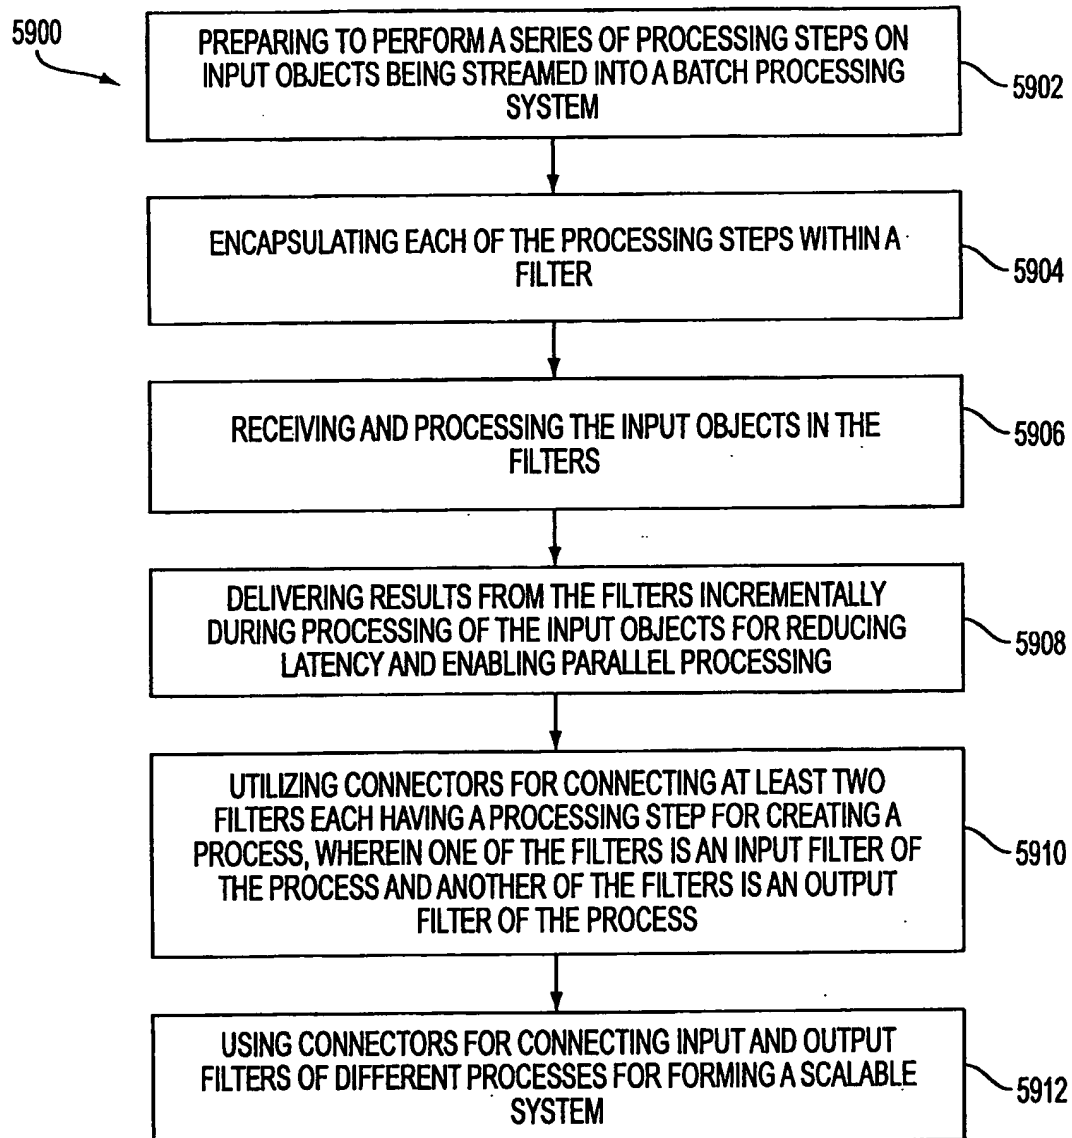 5900
PREPARING TO PERFORM A SERIES OF PROCESSING STEPS ON
INPUT OBJECTS BEING STREAMED INTO A BATCH PROCESSING
SYSTEM
5902
ENCAPSULATING EACH OF THE PROCESSING STEPS WITHIN A
FILTER
5904
RECEIVING AND PROCESSING THE INPUT OBJECTS IN THE
FILTERS
5906
DELIVERING RESULTS FROM THE FILTERS INCREMENTALLY
DURING PROCESSING OF THE INPUT OBJECTS FOR REDUCING
LATENCY AND ENABLING PARALLEL PROCESSING
5908
UTILIZING CONNECTORS FOR CONNECTING AT LEAST TWO
FILTERS EACH HAVING A PROCESSING STEP FOR CREATING A
PROCESS, WHEREIN ONE OF THE FILTERS IS AN INPUT FILTER OF
THE PROCESS AND ANOTHER OF THE FILTERS IS AN OUTPUT
FILTER OF THE PROCESS
5910
USING CONNECTORS FOR CONNECTING INPUT AND OUTPUT
FILTERS OF DIFFERENT PROCESSES FOR FORMING A SCALABLE
SYSTEM
5912